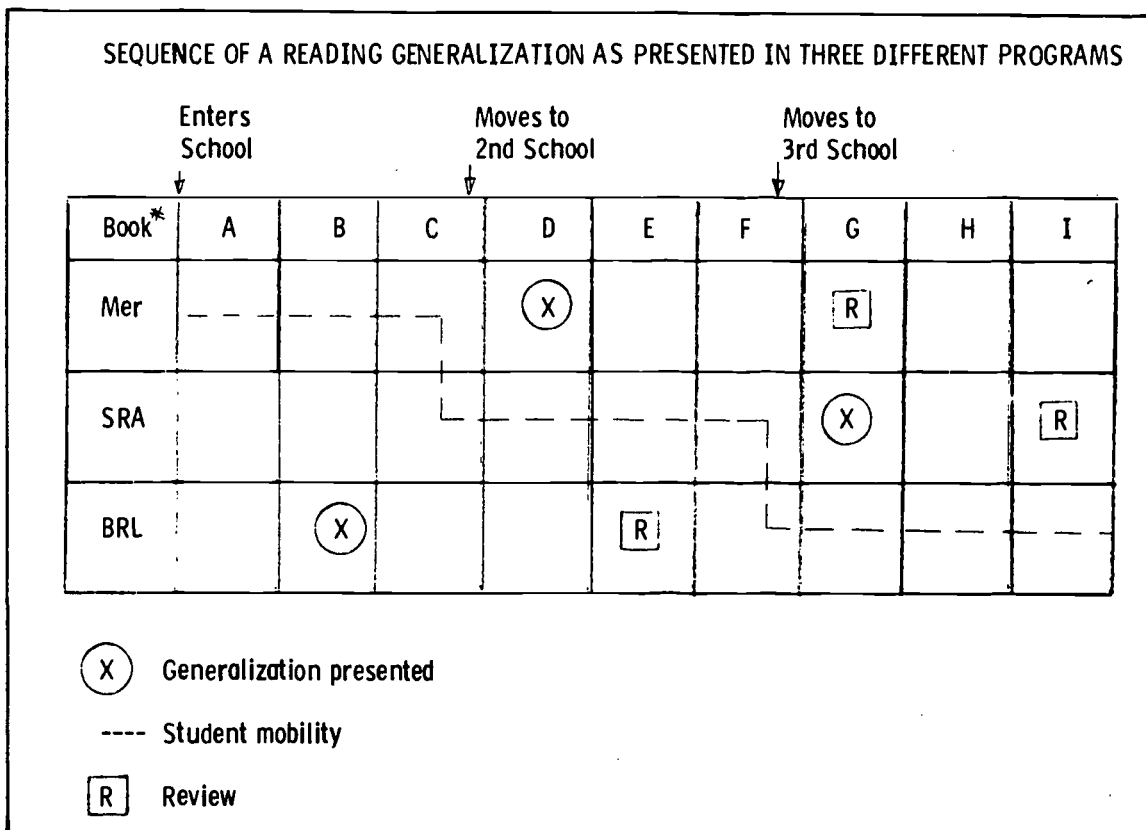 SEQUENCE OF A READING GENERALIZATION AS PRESENTED IN THREE DIFFERENT PROGRAMS
Enters School
Moves to 2nd School
Moves to 3rd School
Book* A B C D E F G H I
Mer X R
SRA X R
BRL X R
X Generalization presented
---- Student mobility
R Review